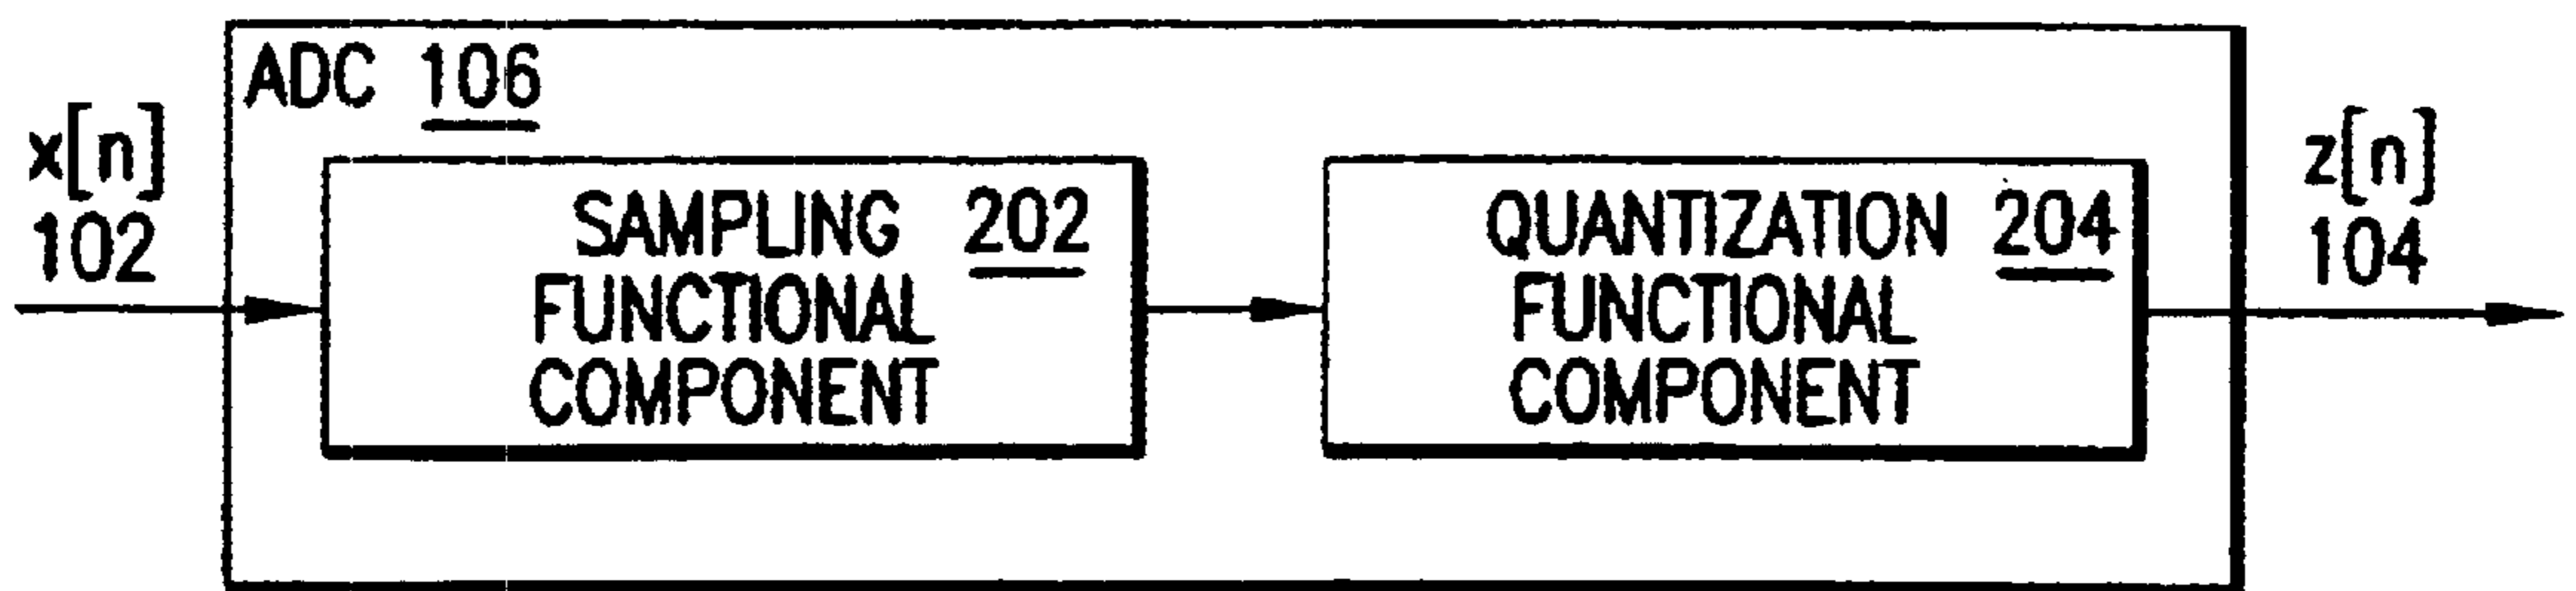 ADC 106
x[n]
102
SAMPLING 202
FUNCTIONAL
COMPONENT
QUANTIZATION 204
FUNCTIONAL
COMPONENT
z[n]
104